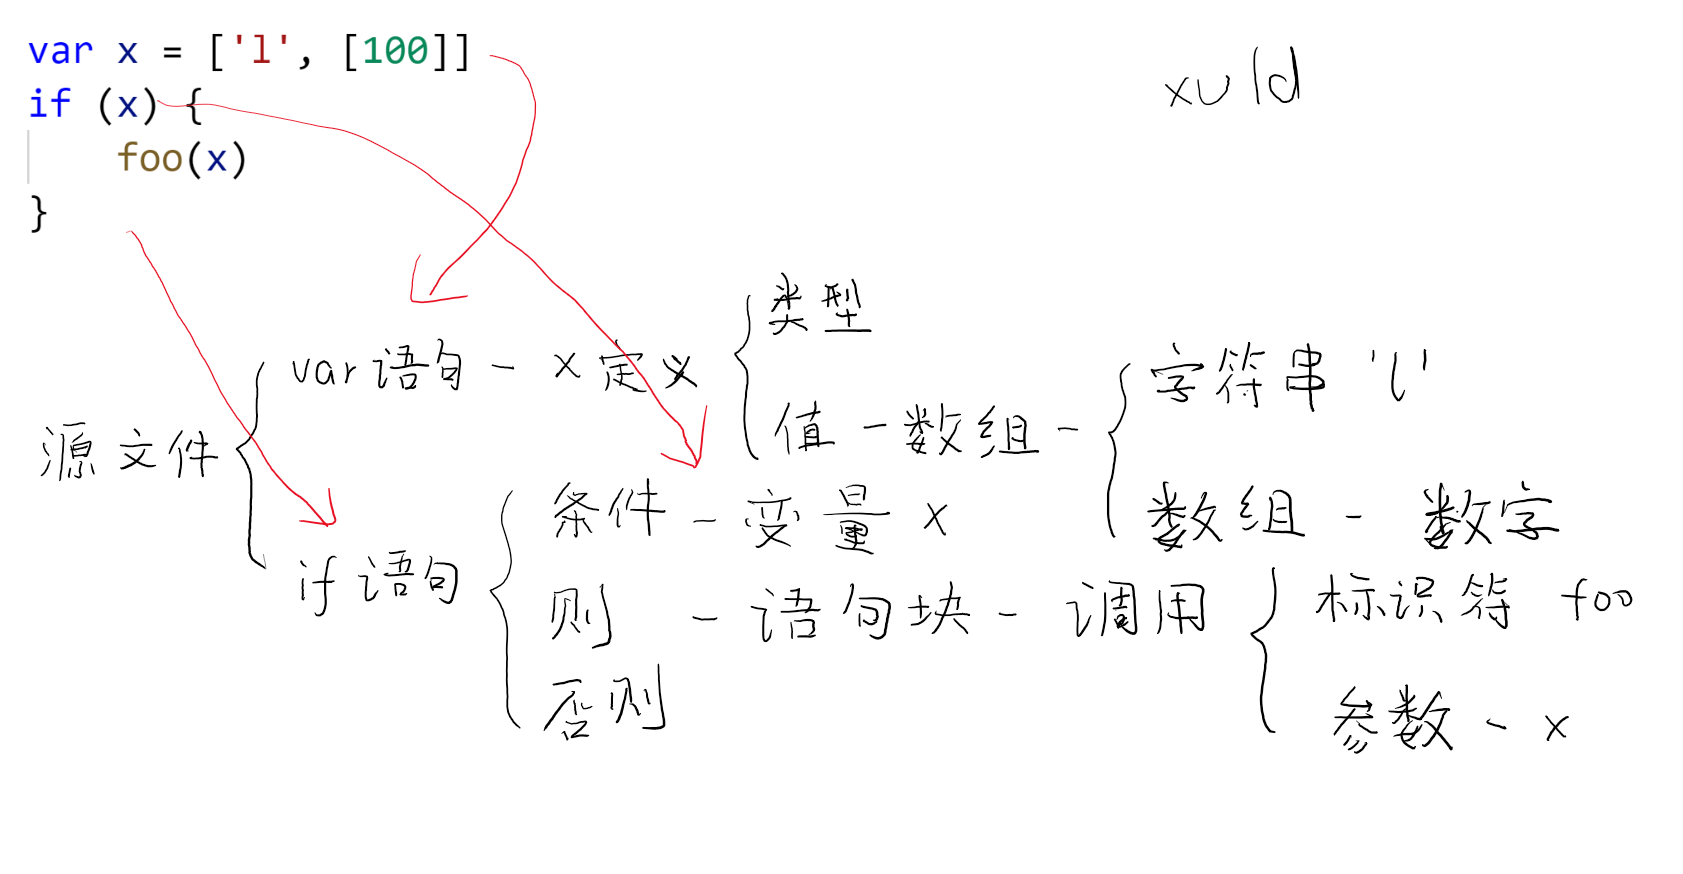 var x = ['l', [100]]
if (x) {
foo(x)
}
xuld
源文件
var语句 - x定义
类型
值 - 数组 -
字符串 'l'
数组 - 数字
if语句
条件 - 变量 x
则 - 语句块 - 调用
标识符 foo
参数 - x
否则